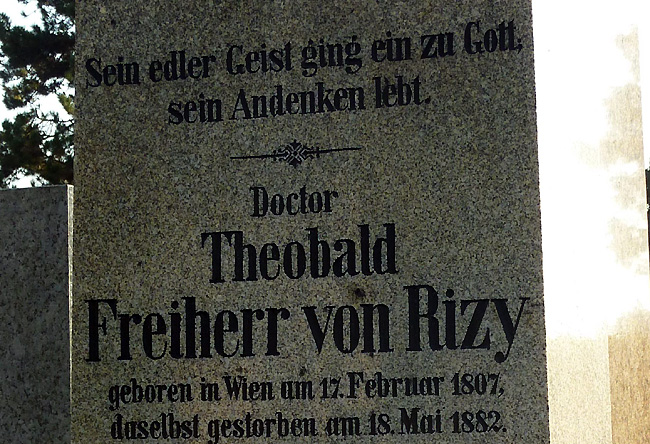 Sein edler Geist ging ein zu Gott,
sein Andenken lebt.
Doctor
Theobald
Freiherr von Rizy
geboren in Wien am 17. Februar 1807,
daselbst gestorben am 18. Mai 1882.